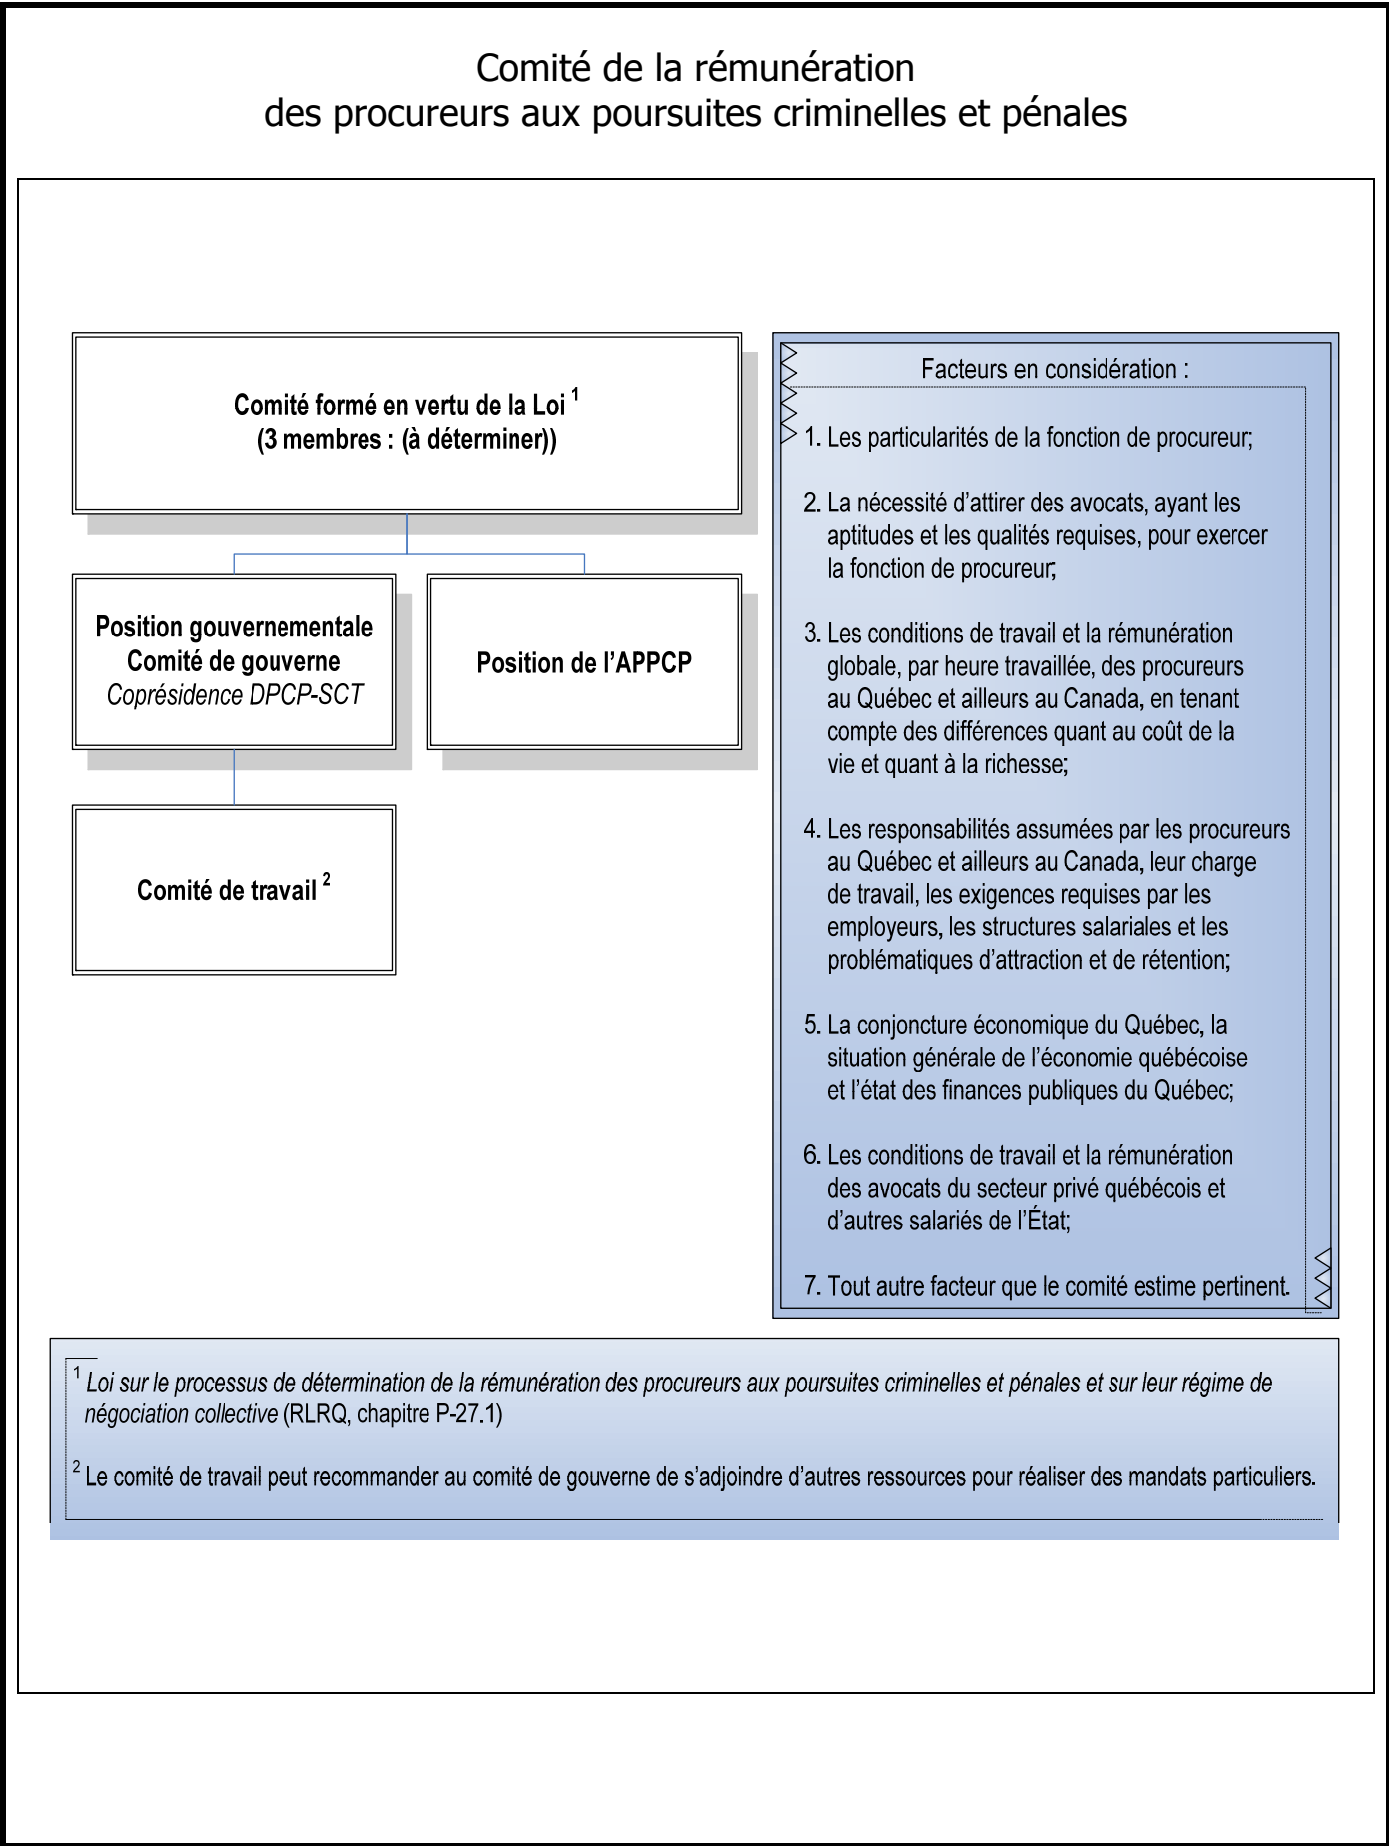 Comité de la rémunération
des procureurs aux poursuites criminelles et pénales
Comité formé en vertu de la Loi 1
(3 membres : (à déterminer))
Position gouvernementale
Comité de gouverne
Coprésidence DPCP-SCT
Position de l’APPCP
Comité de travail 2
Facteurs en considération :
1. Les particularités de la fonction de procureur;
2. La nécessité d’attirer des avocats, ayant les
aptitudes et les qualités requises, pour exercer
la fonction de procureur;
3. Les conditions de travail et la rémunération
globale, par heure travaillée, des procureurs
au Québec et ailleurs au Canada, en tenant
compte des différences quant au coût de la
vie et quant à la richesse;
4. Les responsabilités assumées par les procureurs
au Québec et ailleurs au Canada, leur charge
de travail, les exigences requises par les
employeurs, les structures salariales et les
problématiques d’attraction et de rétention;
5. La conjoncture économique du Québec, la
situation générale de l’économie québécoise
et l’état des finances publiques du Québec;
6. Les conditions de travail et la rémunération
des avocats du secteur privé québécois et
d’autres salariés de l’État;
7. Tout autre facteur que le comité estime pertinent.
1 Loi sur le processus de détermination de la rémunération des procureurs aux poursuites criminelles et pénales et sur leur régime de
négociation collective (RLRQ, chapitre P-27.1)
2 Le comité de travail peut recommander au comité de gouverne de s’adjoindre d’autres ressources pour réaliser des mandats particuliers.